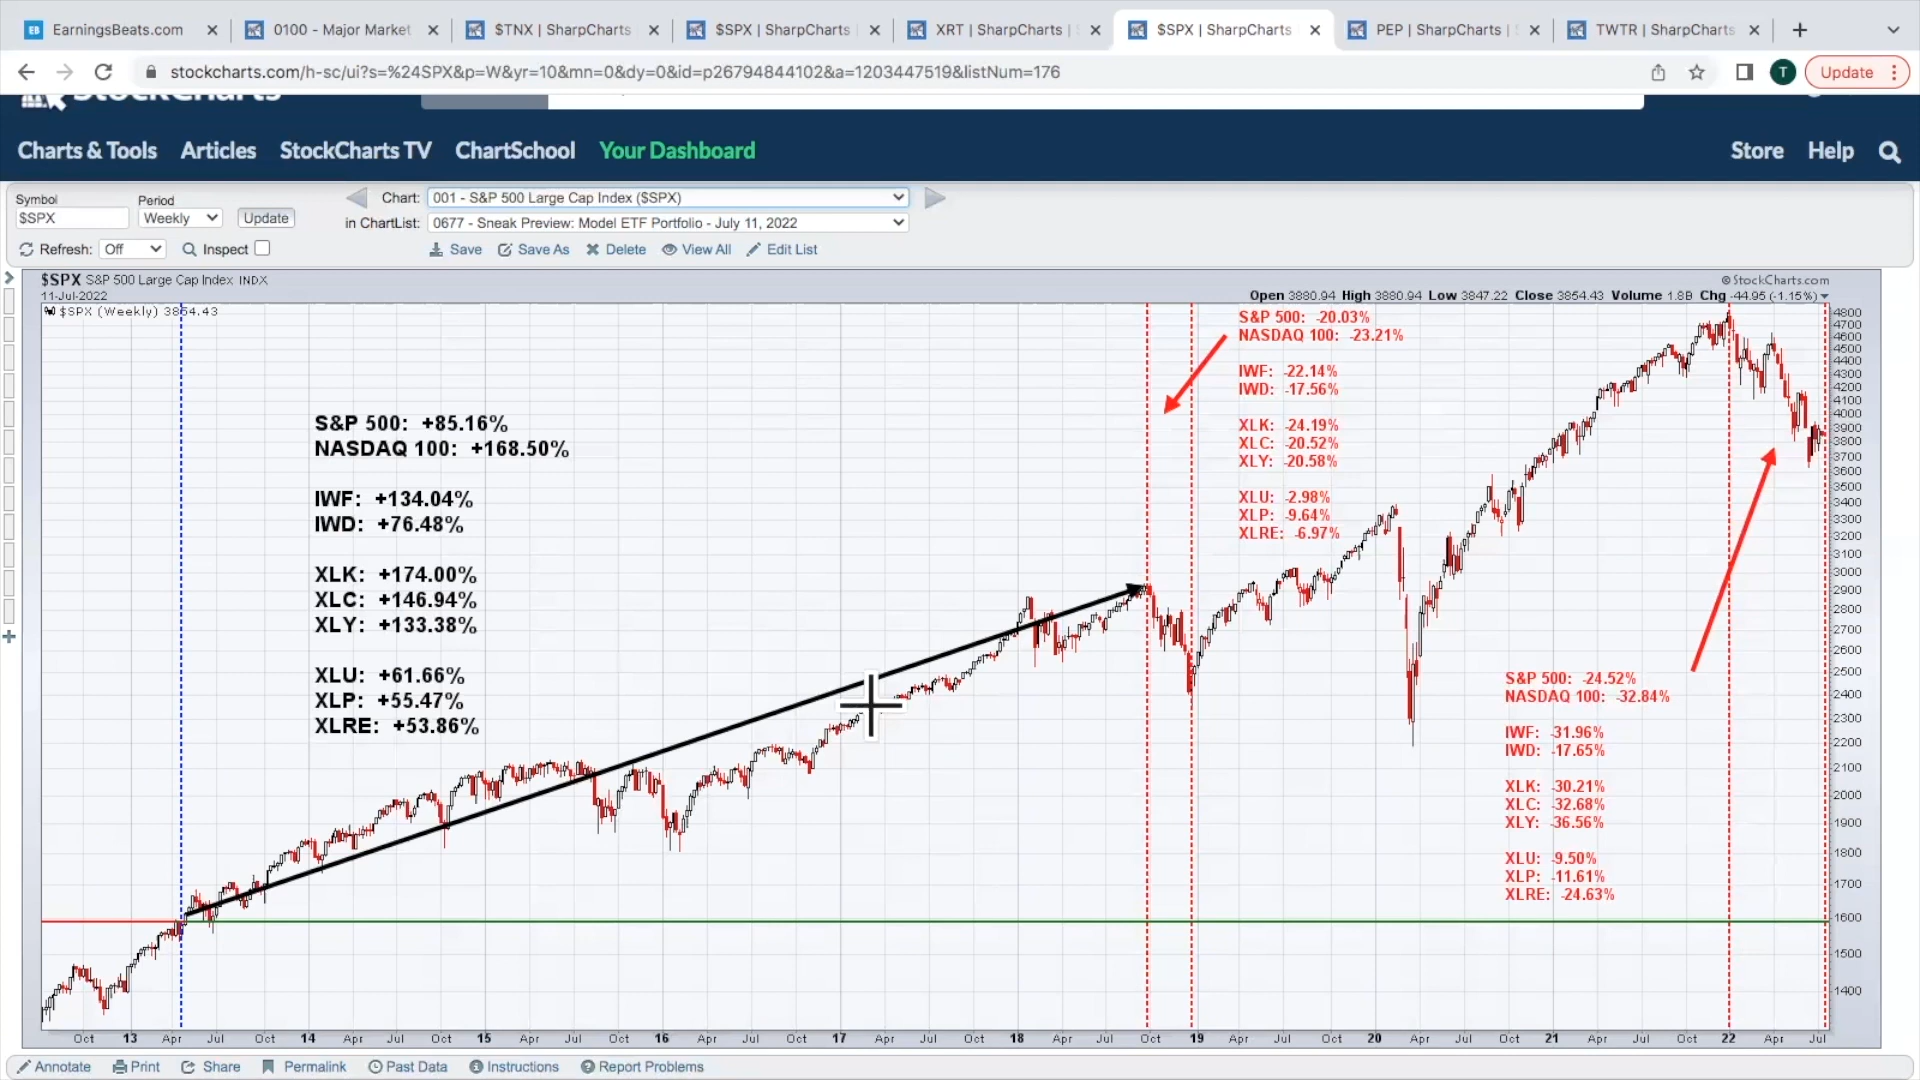 EarningsBeats.com
0100 - Major Market
$TNX | SharpCharts
$SPX | SharpCharts
XRT | SharpCharts |
$SPX | SharpCharts
PEP | SharpCharts |
TWTR | SharpCharts
stockcharts.com/h-sc/ui?s=%24SPX&p=W&yr=10&mn=0&dy=0&id=p26794844102&a=1203447519&listNum=176
T
Update
StockCharts
Charts & Tools Articles StockCharts TV ChartSchool Your Dashboard
Store Help
Symbol
Period
$SPX
Weekly
Update
Chart: 001 - S&P 500 Large Cap Index ($SPX)
in ChartList: 0677 - Sneak Preview: Model ETF Portfolio - July 11, 2022
Refresh: Off
Inspect
Save Save As Delete View All Edit List
$SPX S&P 500 Large Cap Index INDX
© StockCharts.com
11-Jul-2022
Open 3880.94 High 3880.94 Low 3847.22 Close 3854.43 Volume 1.8B Chg -44.95 (-1.15%)
$SPX (Weekly) 3854.43
S&P 500: +85.16%
NASDAQ 100: +168.50%
IWF: +134.04%
IWD: +76.48%
XLK: +174.00%
XLC: +146.94%
XLY: +133.38%
XLU: +61.66%
XLP: +55.47%
XLRE: +53.86%
S&P 500: -20.03%
NASDAQ 100: -23.21%
IWF: -22.14%
IWD: -17.56%
XLK: -24.19%
XLC: -20.52%
XLY: -20.58%
XLU: -2.98%
XLP: -9.64%
XLRE: -6.97%
S&P 500: -24.52%
NASDAQ 100: -32.84%
IWF: -31.96%
IWD: -17.65%
XLK: -30.21%
XLC: -32.68%
XLY: -36.56%
XLU: -9.50%
XLP: -11.61%
XLRE: -24.63%
4800
4700
4600
4500
4400
4300
4200
4100
4000
3900
3800
3700
3600
3500
3400
3300
3200
3100
3000
2900
2800
2700
2600
2500
2400
2300
2200
2100
2000
1900
1800
1700
1600
1500
1400
Oct 13 Apr Jul Oct 14 Apr Jul Oct 15 Apr Jul Oct 16 Apr Jul Oct 17 Apr Jul Oct 18 Apr Jul Oct 19 Apr Jul Oct 20 Apr Jul Oct 21 Apr Jul Oct 22 Apr Jul
Annotate Print Share Permalink Past Data Instructions Report Problems